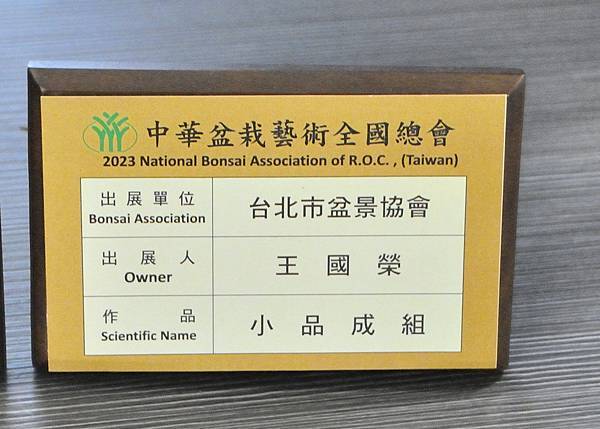 中華盆栽藝術全國總會
2023 National Bonsai Association of R.O.C. , (Taiwan)
出展單位 台北市盆景協會
Bonsai Association
出展人 王國榮
Owner
作品 小品成組
Scientific Name